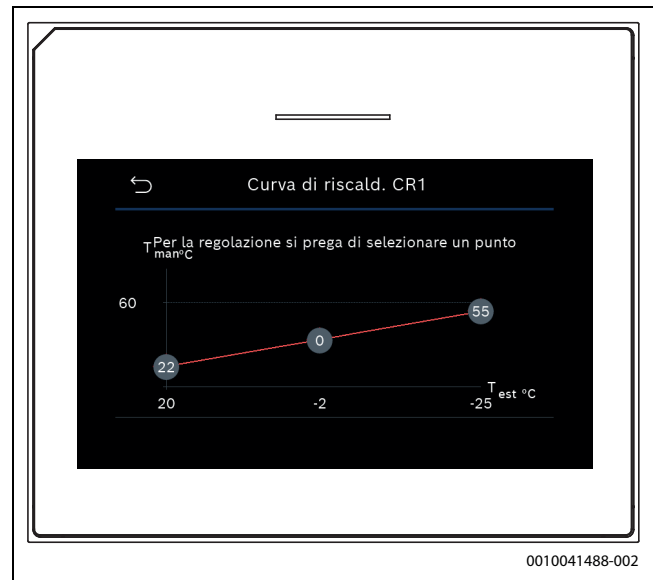 Curva di riscald. CR1
Per la regolazione si prega di selezionare un punto
T man°C
60
55
0
22
T est °C
20 -2 -25
0010041488-002